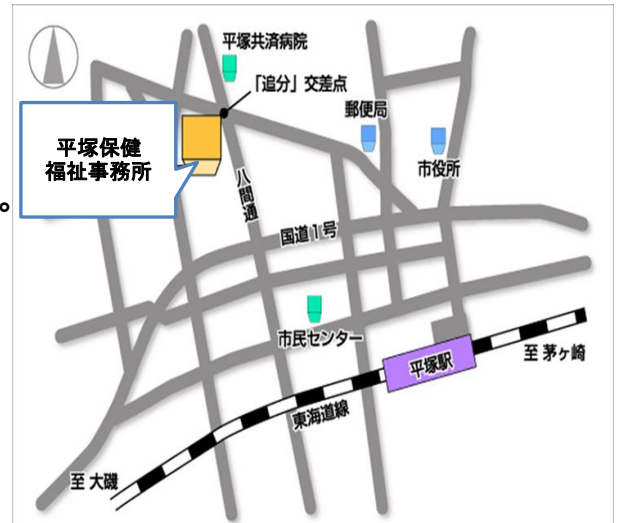 平塚共済病院
「追分」交差点
郵便局
平塚保健
福祉事務所
市役所
。
八間通
国道1号
市民センター
平塚駅
至 茅ヶ崎
東海道線
至 大磯